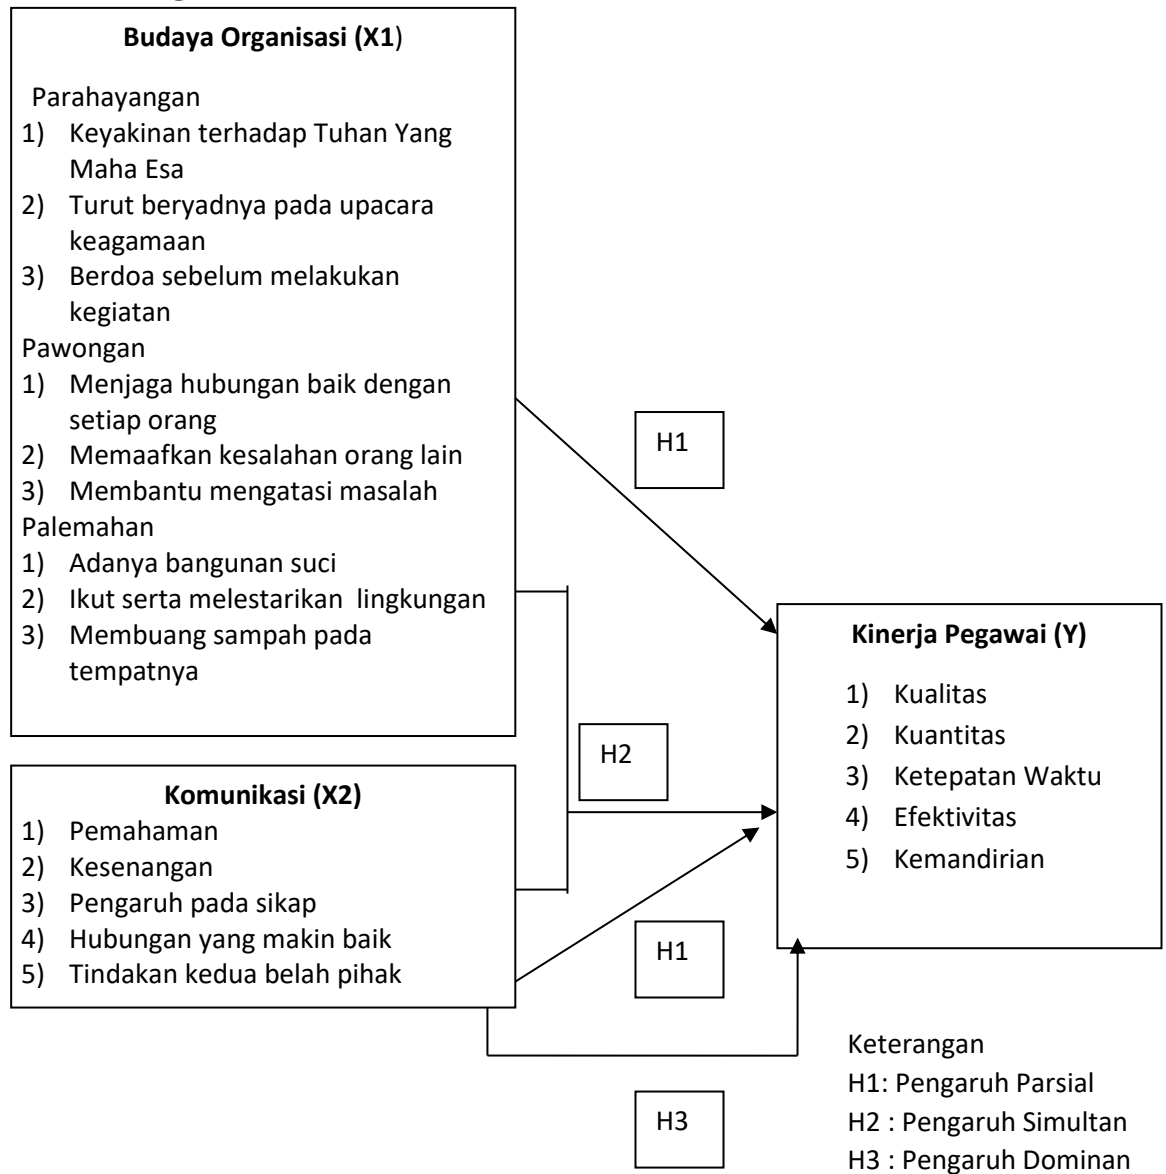 Budaya Organisasi (X1)
Parahayangan
1) Keyakinan terhadap Tuhan Yang
Maha Esa
2) Turut beryadnya pada upacara
keagamaan
3) Berdoa sebelum melakukan
kegiatan
Pawongan
1) Menjaga hubungan baik dengan
setiap orang
2) Memaafkan kesalahan orang lain
3) Membantu mengatasi masalah
Palemahan
1) Adanya bangunan suci
2) Ikut serta melestarikan lingkungan
3) Membuang sampah pada
tempatnya
H1
Kinerja Pegawai (Y)
1) Kualitas
2) Kuantitas
3) Ketepatan Waktu
4) Efektivitas
5) Kemandirian
H2
Komunikasi (X2)
1) Pemahaman
2) Kesenangan
3) Pengaruh pada sikap
4) Hubungan yang makin baik
5) Tindakan kedua belah pihak
H1
H3
Keterangan
H1: Pengaruh Parsial
H2 : Pengaruh Simultan
H3 : Pengaruh Dominan